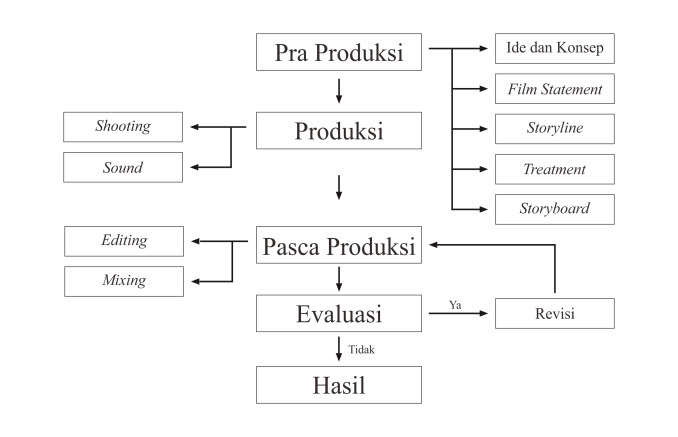 Pra Produksi
Ide dan Konsep
Film Statement
Storyline
Treatment
Storyboard
Produksi
Shooting
Sound
Pasca Produksi
Editing
Mixing
Evaluasi
Ya
Revisi
Tidak
Hasil